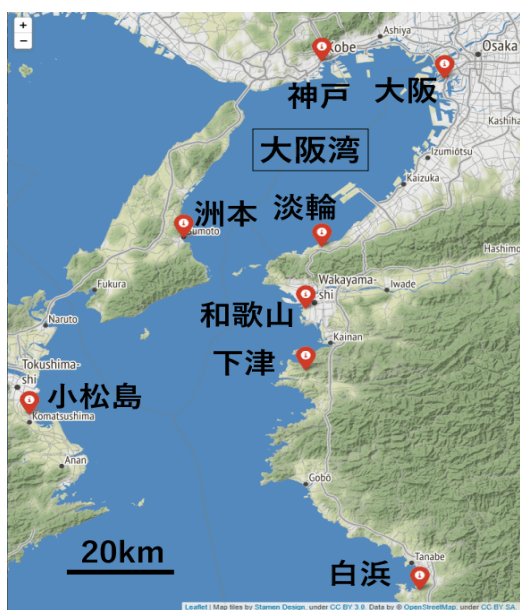 +
−
Kobe
Ashiya
Osaka
神戸
大阪
Kashiha
大阪湾
Izumiōtsu
Kaizuka
洲本
淡輪
Sumoto
Hashimo
Fukura
Wakayama-
shi
Iwade
和歌山
Naruto
Kainan
下津
Tokushima-
shi
小松島
Komatsushima
Anan
Gobō
20km
Tanabe
白浜
Leaflet | Map tiles by Stamen Design, under CC BY 3.0. Data by © OpenStreetMap, under CC BY SA.